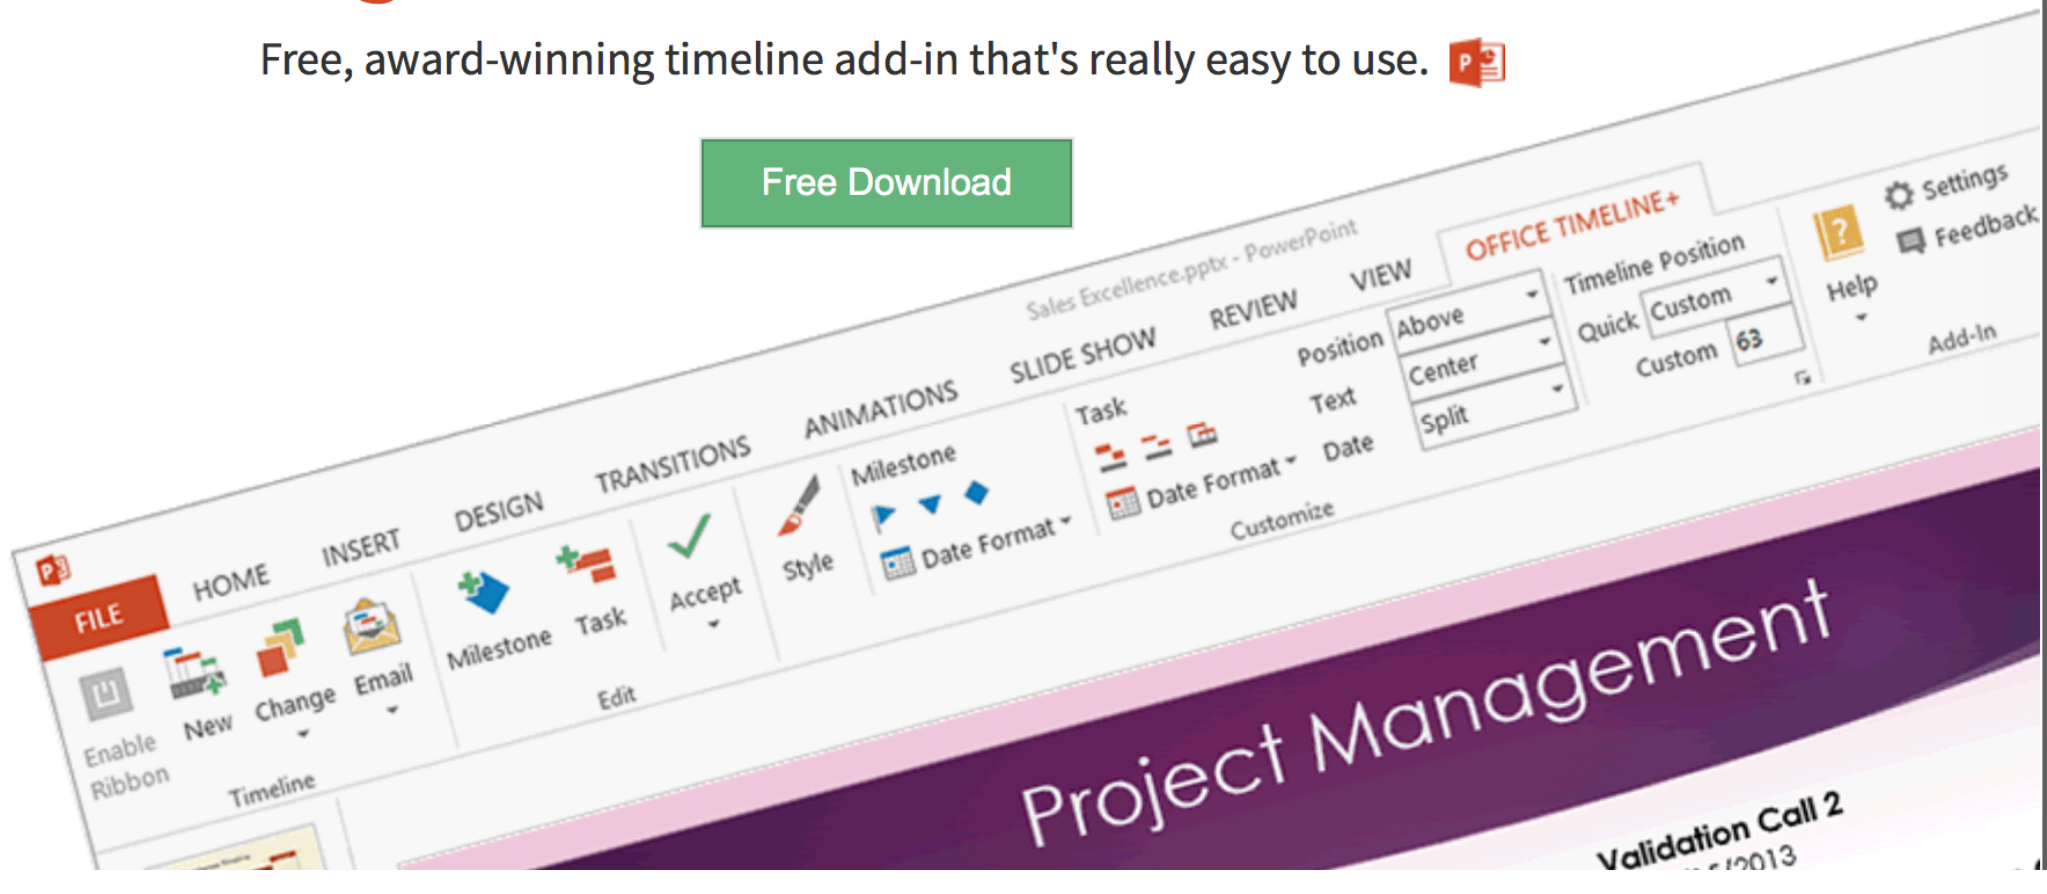 Free, award-winning timeline add-in that's really easy to use.
P
Free Download
Sales Excellence.pptx - PowerPoint
P
FILE
HOME
INSERT
DESIGN
TRANSITIONS
ANIMATIONS
SLIDE SHOW
REVIEW
VIEW
OFFICE TIMELINE+
Enable
Ribbon
New
Change
Email
Timeline
Milestone
Task
Accept
Edit
Style
Milestone
Date Format
Task
Date Format
Position Above
Text Center
Date Split
Customize
Timeline Position
Quick Custom
Custom 63
?
Help
Settings
Feedback
Add-In
Project Management
Validation Call 2
/2013